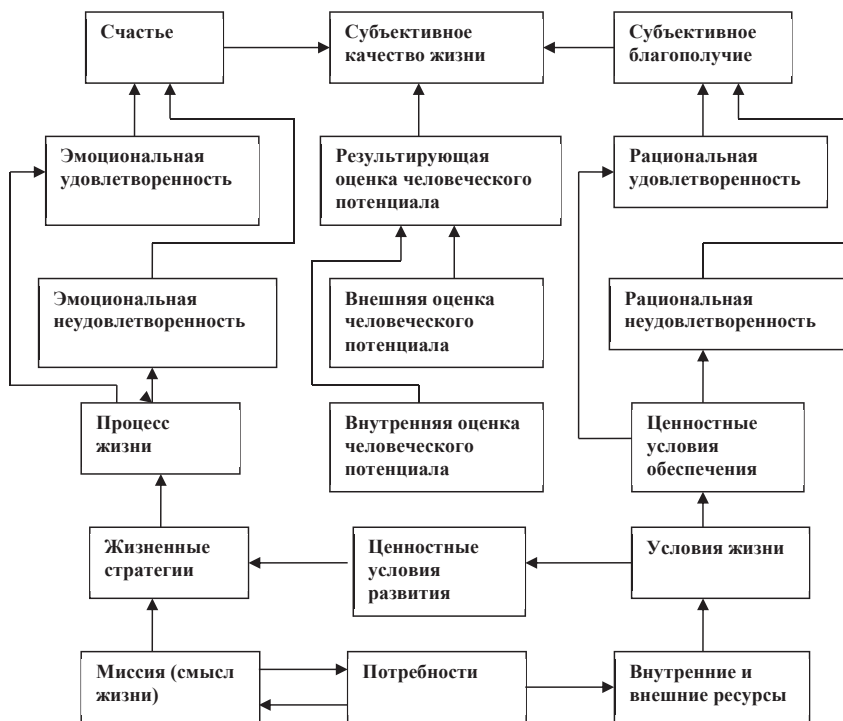 Счастье
Субъективное
качество жизни
Субъективное
благополучие
Эмоциональная
удовлетворенность
Результирующая
оценка человеческого
потенциала
Рациональная
удовлетворенность
Эмоциональная
неудовлетворенность
Внешняя оценка
человеческого
потенциала
Рациональная
неудовлетворенность
Процесс
жизни
Внутренняя оценка
человеческого
потенциала
Ценностные
условия
обеспечения
Жизненные
стратегии
Ценностные
условия
развития
Условия жизни
Миссия (смысл
жизни)
Потребности
Внутренние и
внешние ресурсы